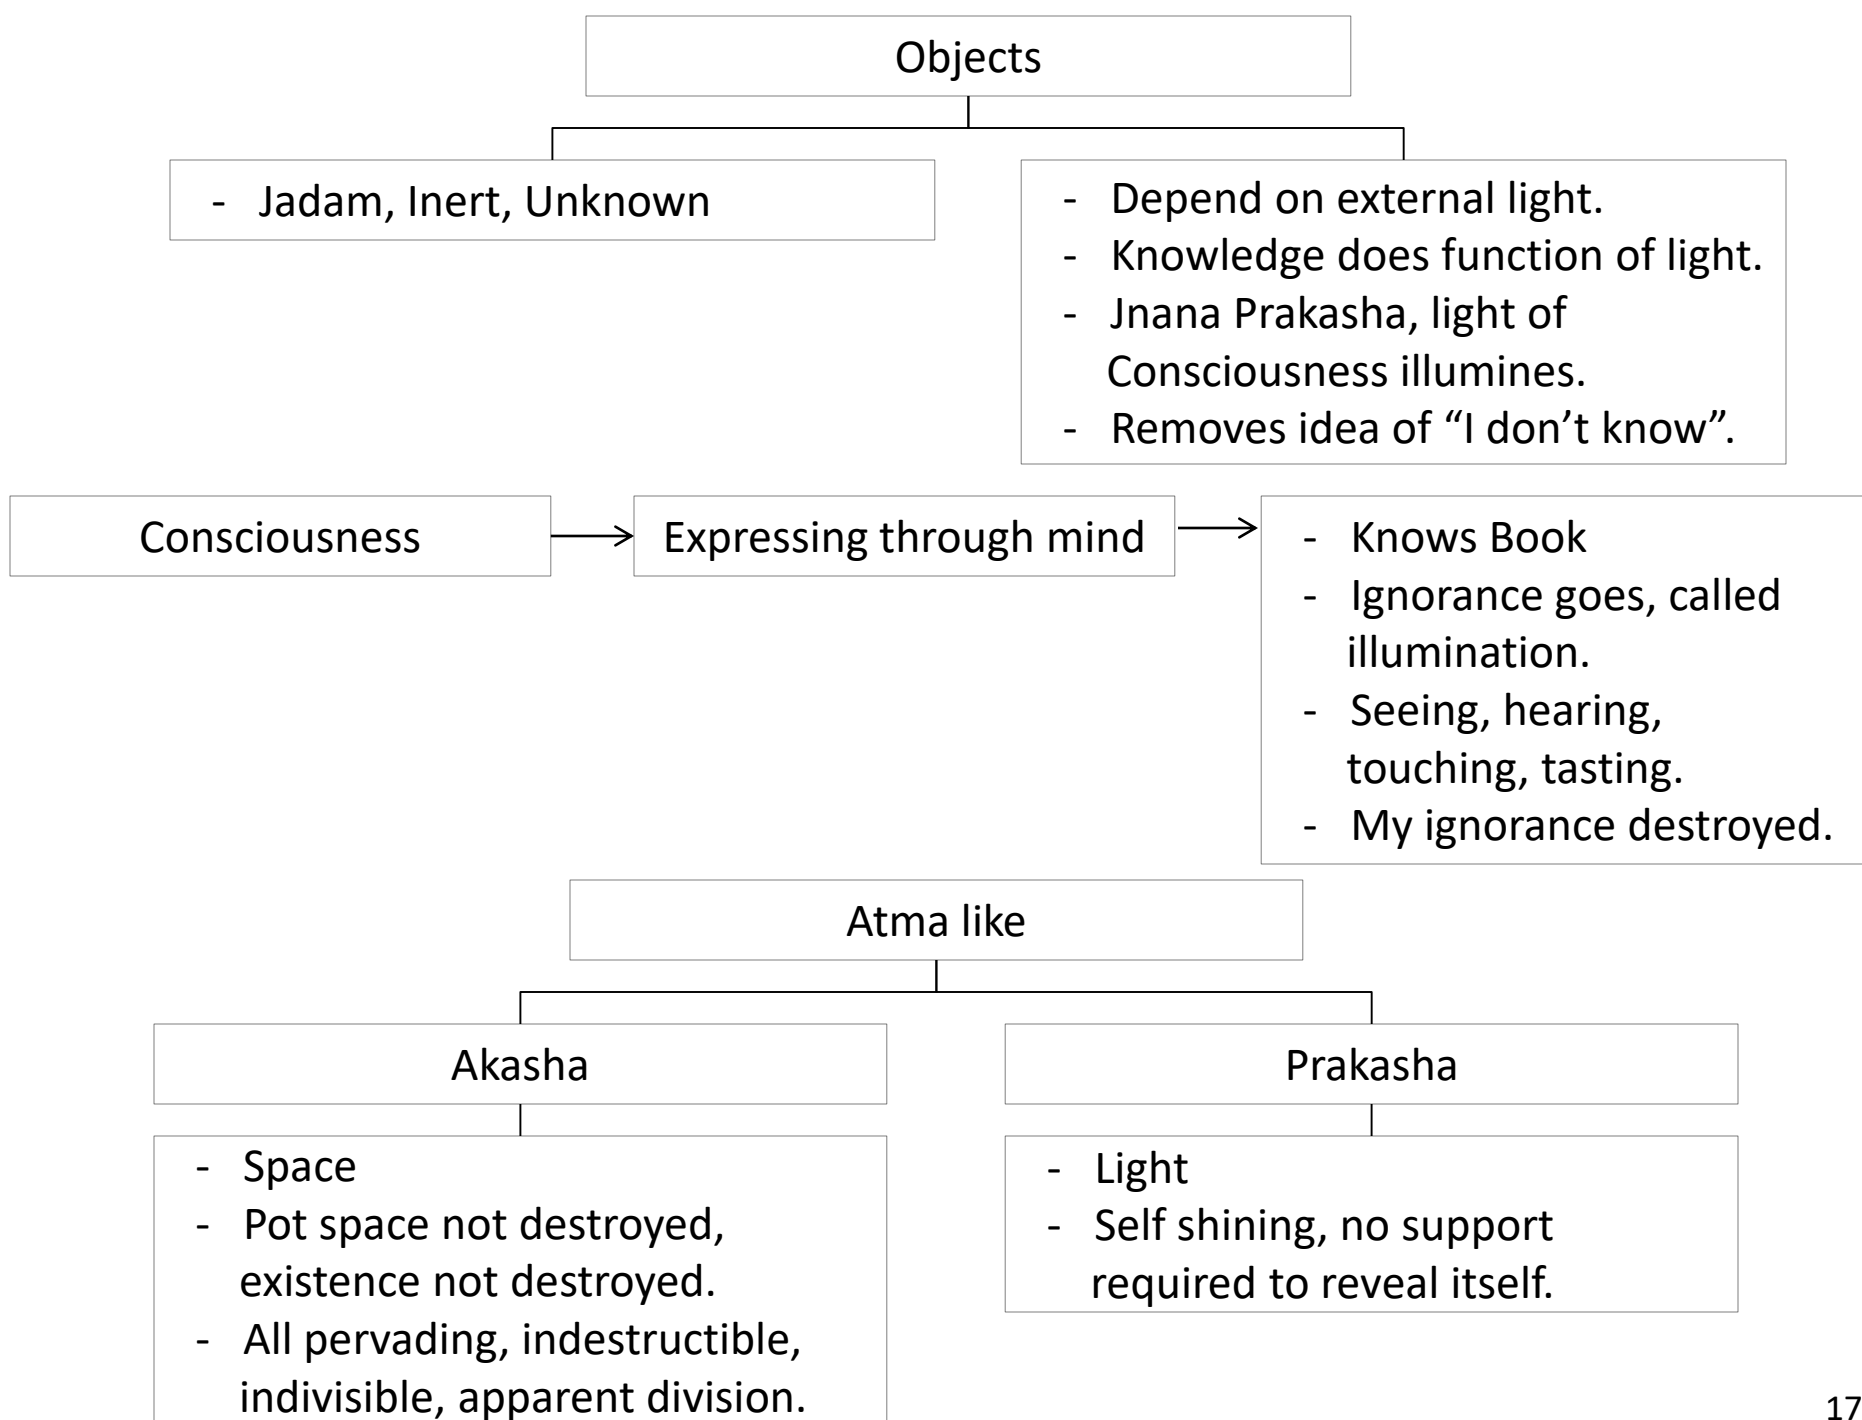 Objects
- Jadam, Inert, Unknown
- Depend on external light.
- Knowledge does function of light.
- Jnana Prakasha, light of
Consciousness illumines.
- Removes idea of “I don’t know”.
Consciousness
Expressing through mind
- Knows Book
- Ignorance goes, called
illumination.
- Seeing, hearing,
touching, tasting.
- My ignorance destroyed.
Atma like
Akasha
- Space
- Pot space not destroyed,
existence not destroyed.
- All pervading, indestructible,
indivisible, apparent division.
Prakasha
- Light
- Self shining, no support
required to reveal itself.
17